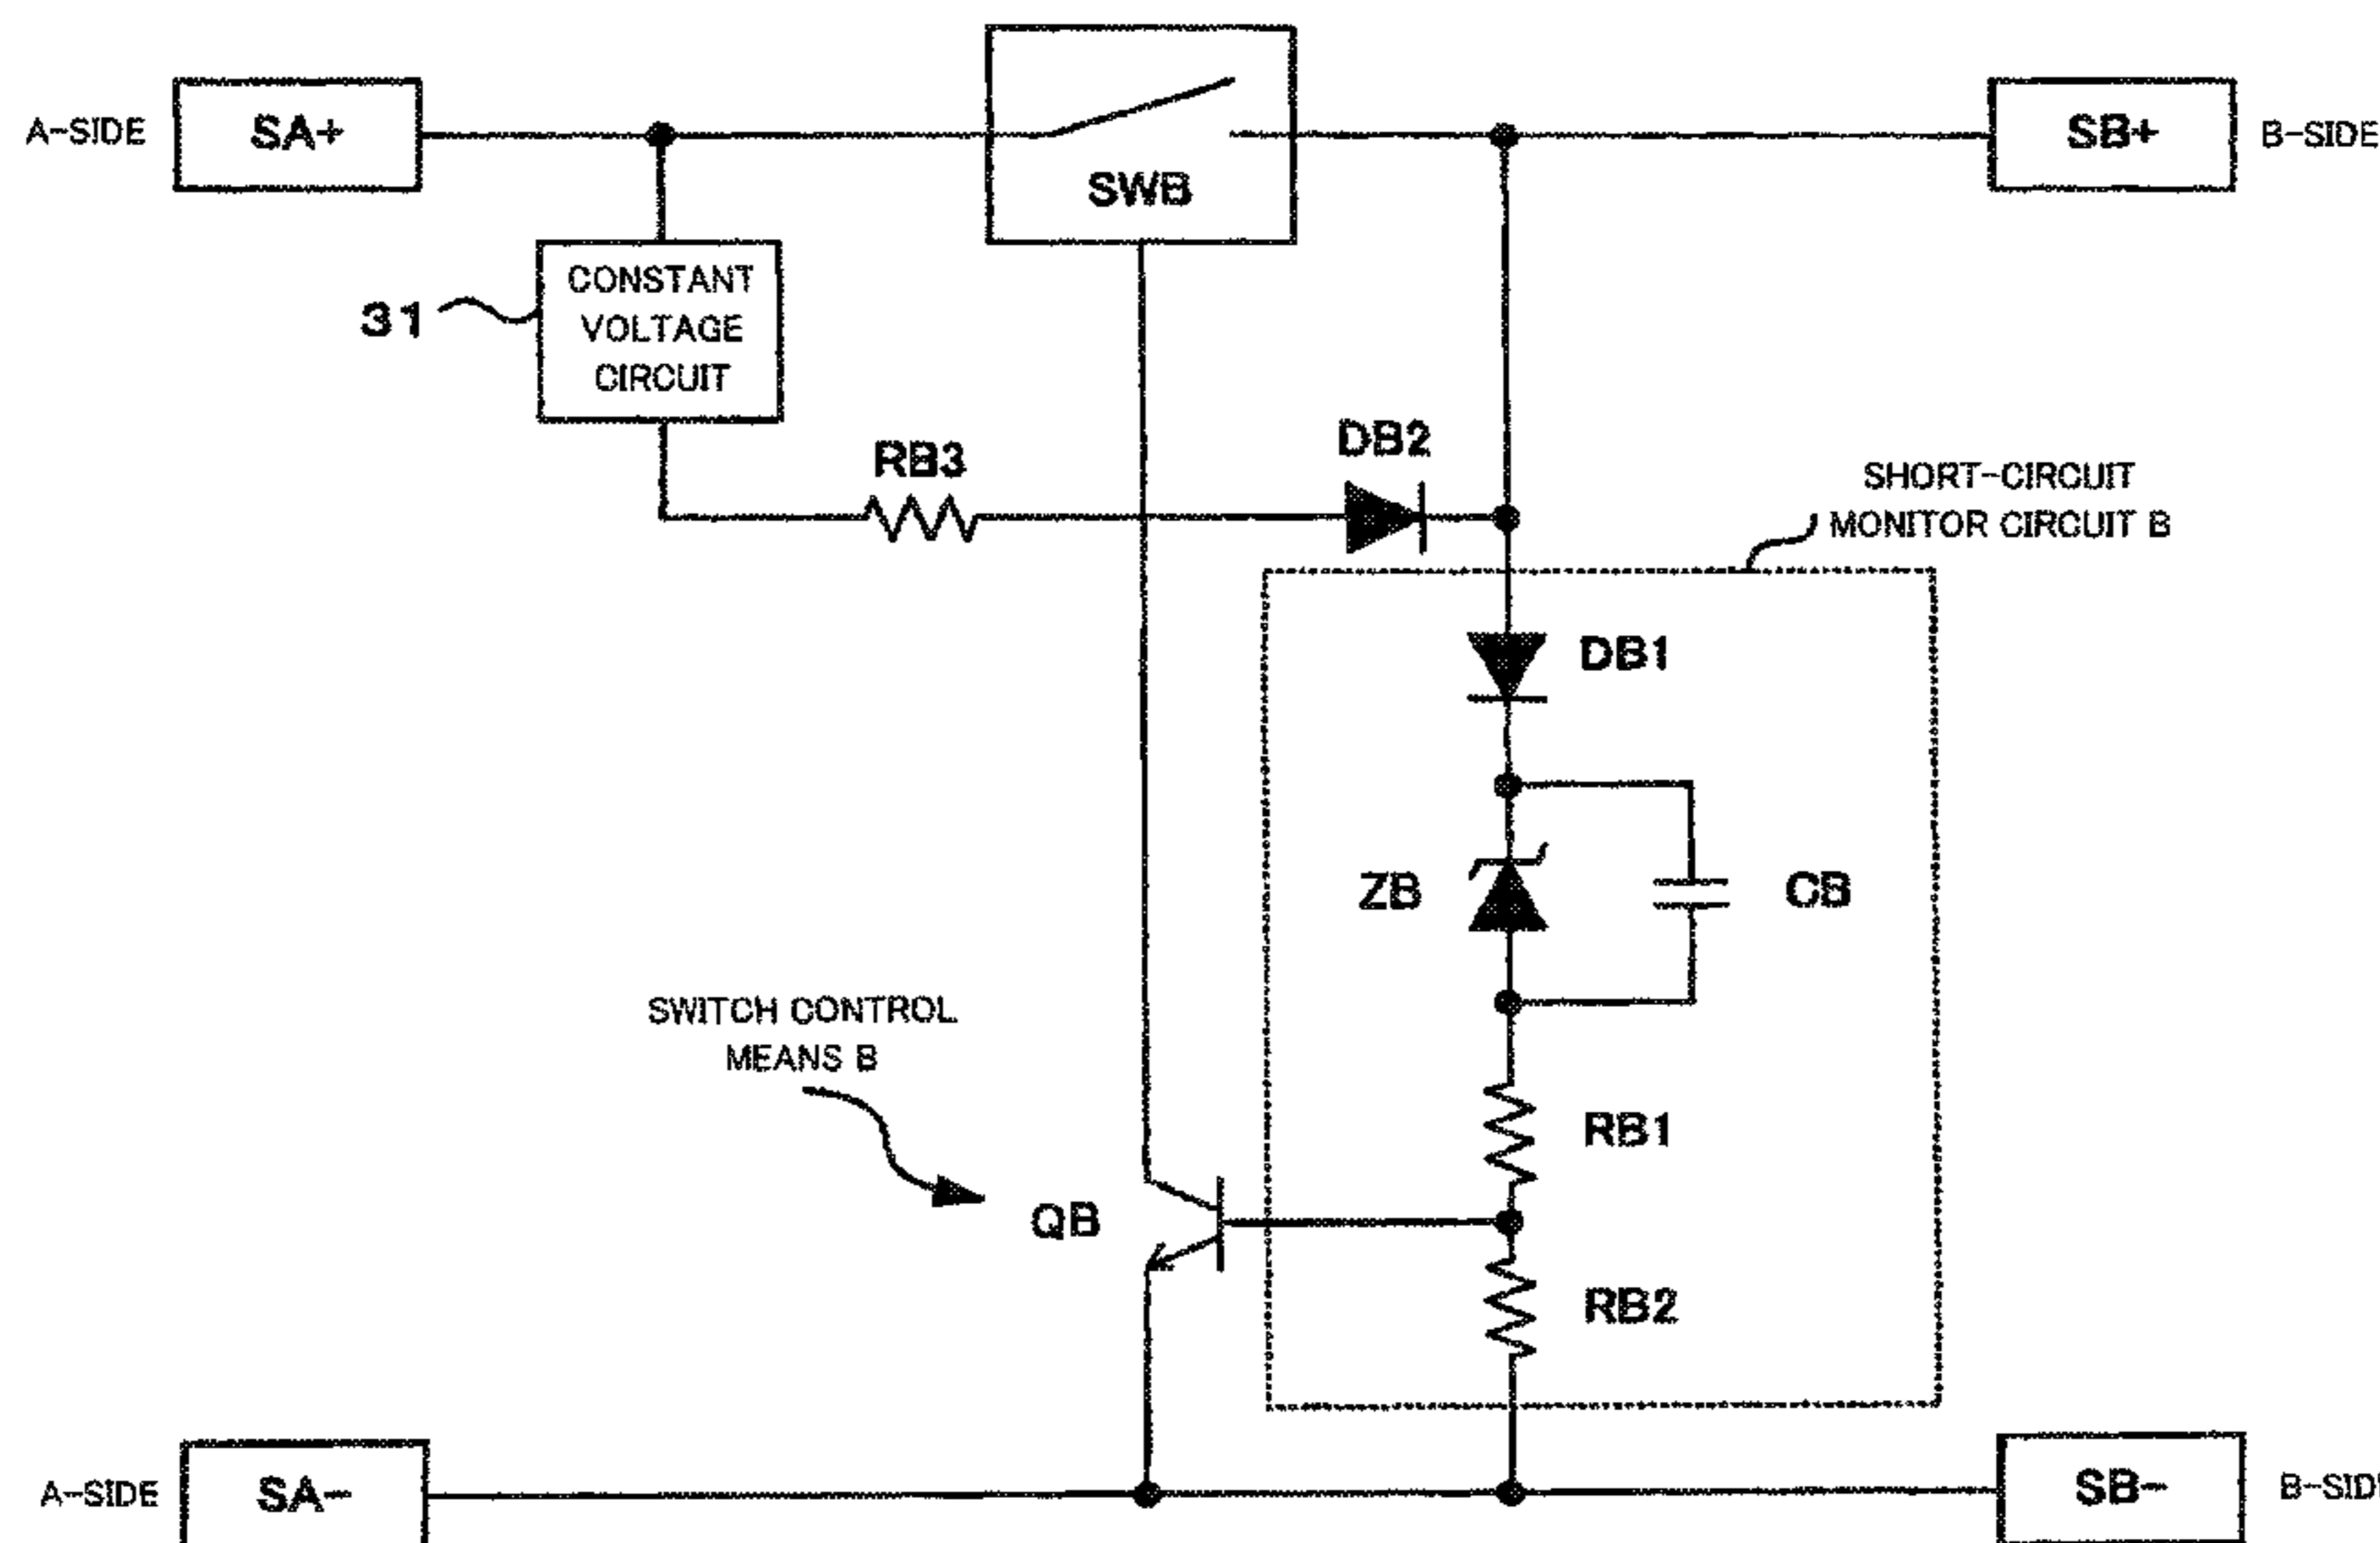 A-SIDE
SA+
SWB
SB+
B-SIDE
31
CONSTANT
VOLTAGE
CIRCUIT
RB3
DB2
SHORT-CIRCUIT
MONITOR CIRCUIT B
DB1
ZB
CB
SWITCH CONTROL
MEANS B
QB
RB1
RB2
A-SIDE
SA-
SB-
B-SID